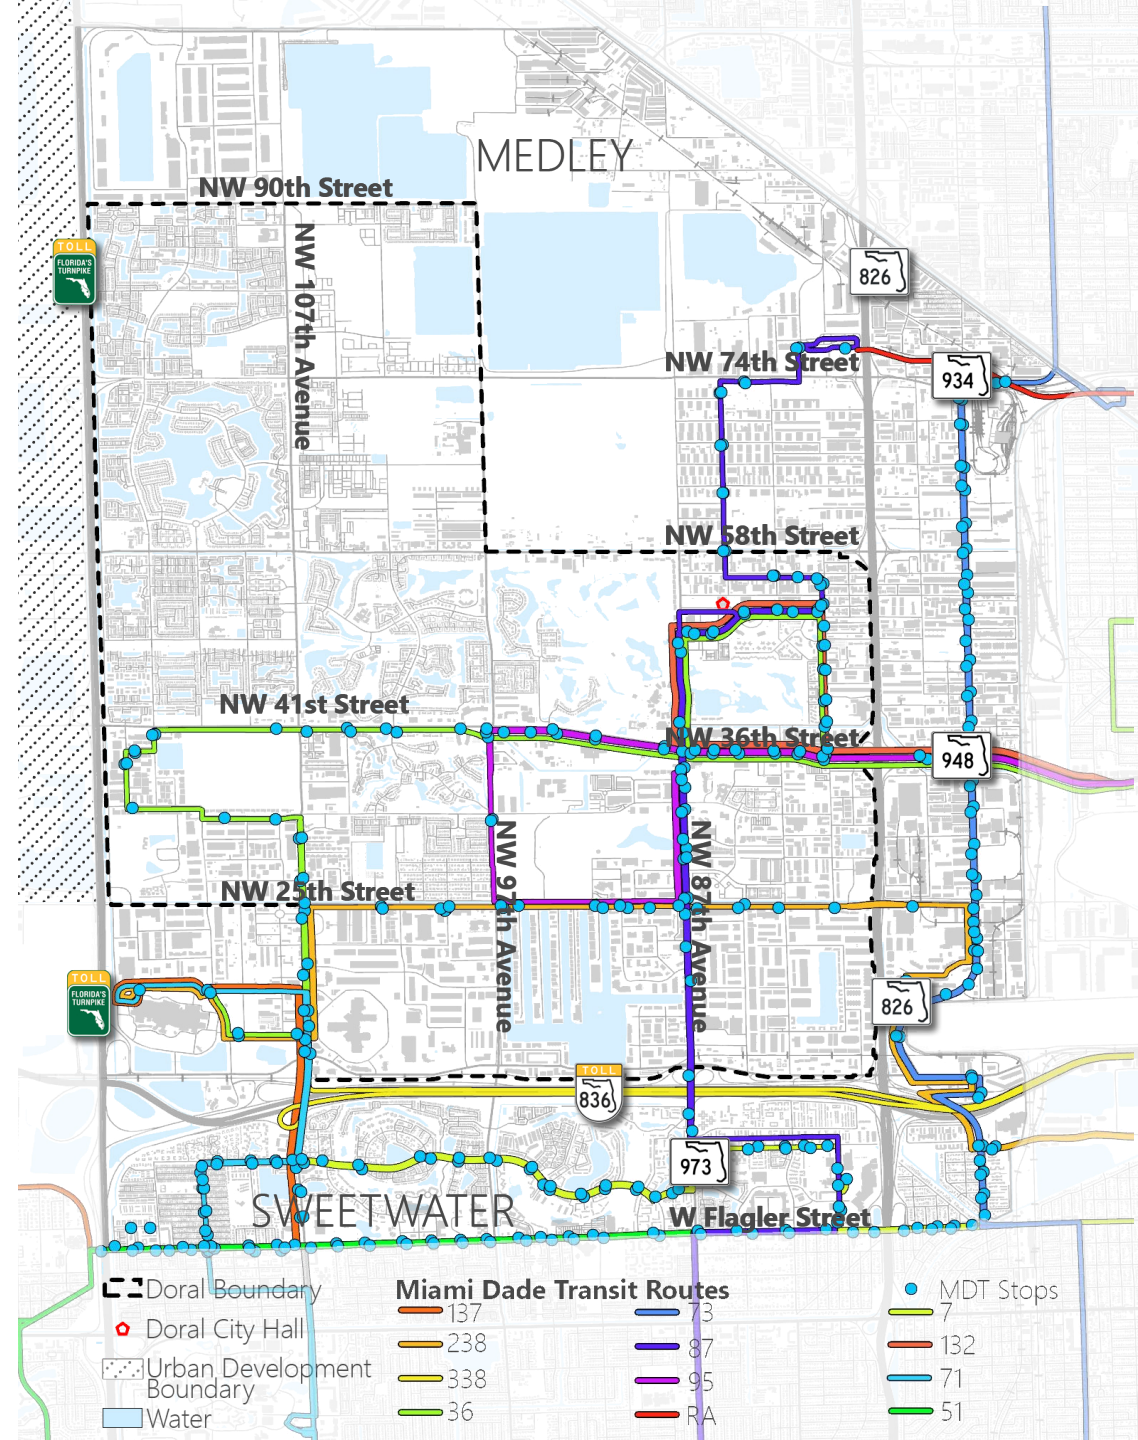 MEDLEY
NW 90th Street
TOLL
FLORIDA'S
TURNPIKE
NW 107th Avenue
826
NW 74th Street
934
NW 58th Street
NW 41st Street
NW 36th Street
948
NW 97th Avenue
NW 87th Avenue
NW 25th Street
TOLL
FLORIDA'S
TURNPIKE
826
TOLL
836
973
SWEETWATER
W Flagler Street
Doral Boundary
Doral City Hall
Urban Development
Boundary
Water
Miami Dade Transit Routes
137
238
338
36
73
87
95
RA
MDT Stops
7
132
71
51